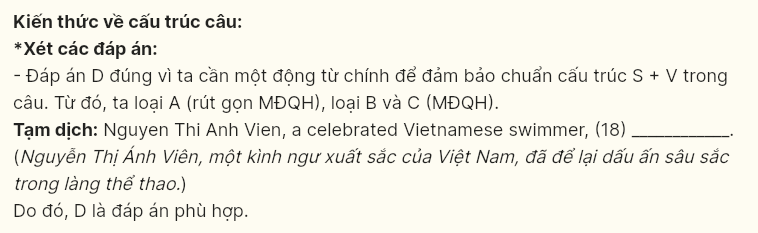 Kiến thức về cấu trúc câu:
*Xét các đáp án:
- Đáp án D đúng vì ta cần một động từ chính để đảm bảo chuẩn cấu trúc S + V trong
câu. Từ đó, ta loại A (rút gọn MĐQH), loại B và C (MĐQH).
Tạm dịch: Nguyen Thi Anh Vien, a celebrated Vietnamese swimmer, (18) ____________.
(Nguyễn Thị Ánh Viên, một kình ngư xuất sắc của Việt Nam, đã để lại dấu ấn sâu sắc
trong làng thể thao.)
Do đó, D là đáp án phù hợp.